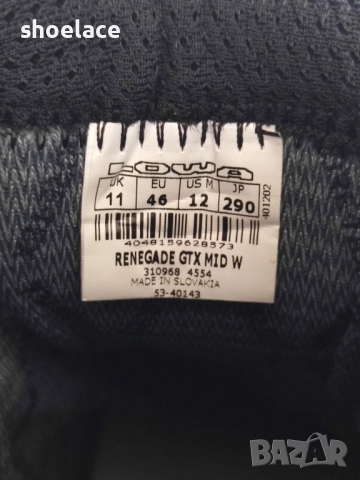 shoelace
LOWA
UK EU US M JP
11 46 12 290
401202
4048159628573
RENEGADE GTX MID W
310968 4554
MADE IN SLOVAKIA
53-40143
BAZAR